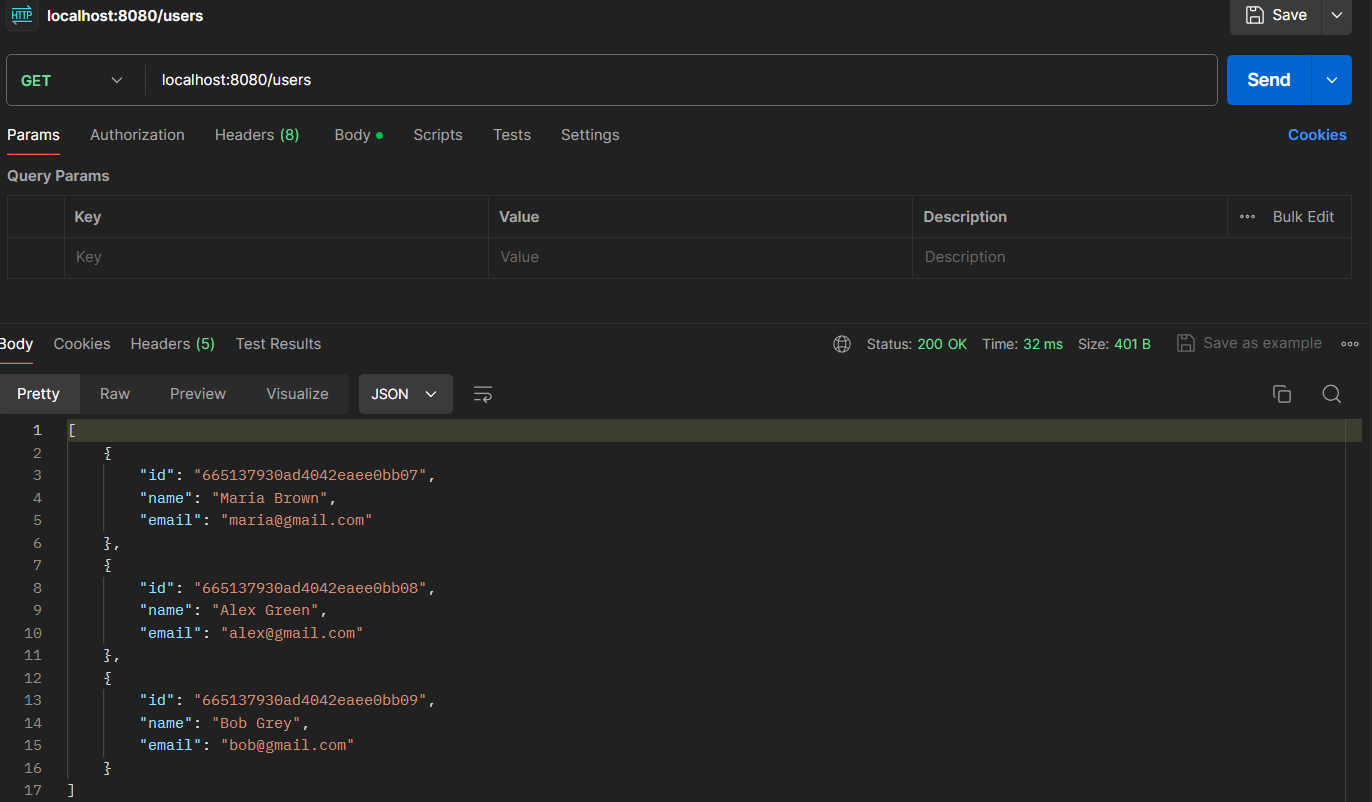 HTTP localhost:8080/users Save
GET localhost:8080/users Send
Params Authorization Headers (8) Body Scripts Tests Settings Cookies
Query Params
Key Value Description Bulk Edit
Key Value Description
Body Cookies Headers (5) Test Results Status: 200 OK Time: 32 ms Size: 401 B Save as example
Pretty Raw Preview Visualize JSON
1 [
2 {
3 "id": "665137930ad4042eaee0bb07",
4 "name": "Maria Brown",
5 "email": "maria@gmail.com"
6 },
7 {
8 "id": "665137930ad4042eaee0bb08",
9 "name": "Alex Green",
10 "email": "alex@gmail.com"
11 },
12 {
13 "id": "665137930ad4042eaee0bb09",
14 "name": "Bob Grey",
15 "email": "bob@gmail.com"
16 }
17 ]